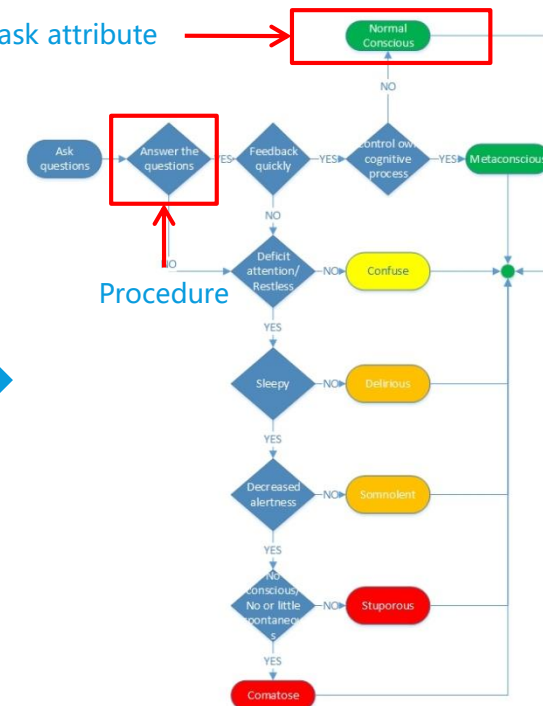 ask attribute
Normal
Conscious
NO
Ask
questions
Answer the
questions
YES
Feedback
quickly
YES
control own
cognitive
process
YES
Metaconscious
NO
NO
Procedure
Deficit
attention/
Restless
NO
Confuse
YES
Sleepy
NO
Delirious
YES
Decreased
alertness
NO
Somnolent
YES
No
conscious/
No or little
spontaneou
s
NO
Stuporous
YES
Comatose